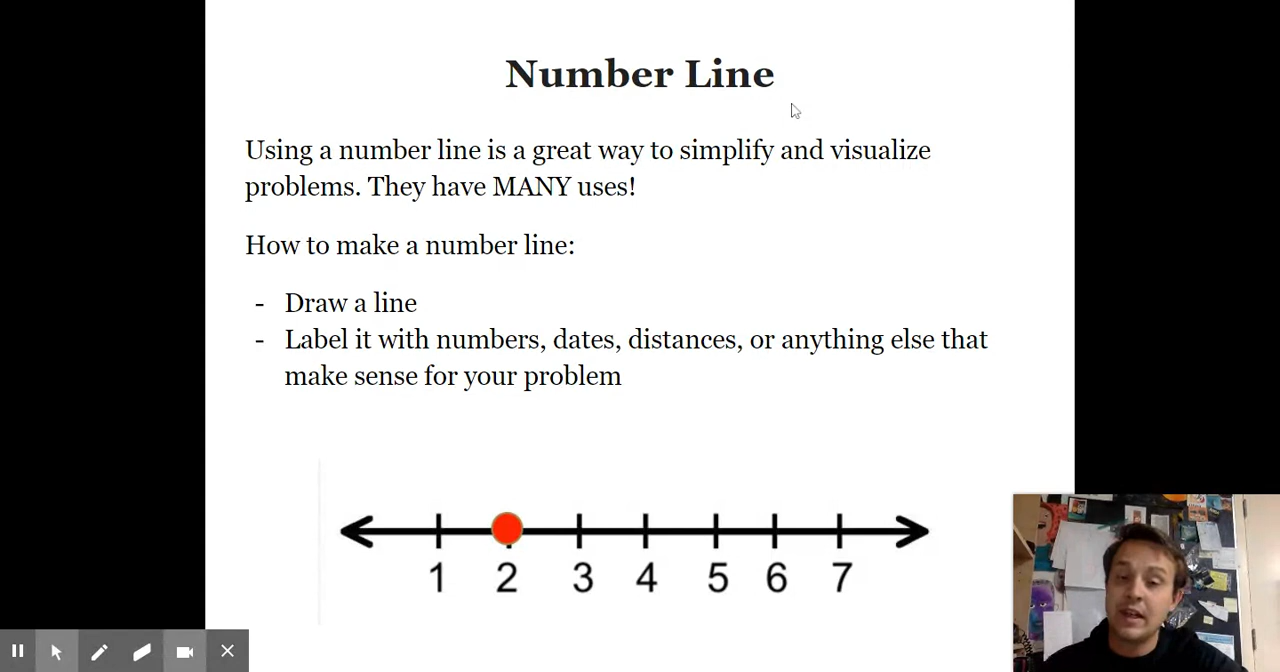 Number Line
Using a number line is a great way to simplify and visualize
problems. They have MANY uses!
How to make a number line:
- Draw a line
- Label it with numbers, dates, distances, or anything else that
make sense for your problem
1 2 3 4 5 6 7